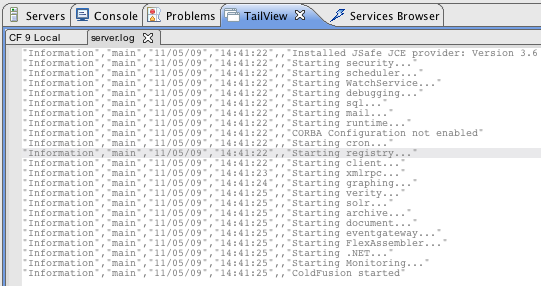 Servers Console Problems TailView Services Browser
CF 9 Local server.log
"Information","main","11/05/09","14:41:22",,"Installed JSafe JCE provider: Version 3.6
"Information","main","11/05/09","14:41:22",,"Starting security..."
"Information","main","11/05/09","14:41:22",,"Starting scheduler..."
"Information","main","11/05/09","14:41:22",,"Starting WatchService..."
"Information","main","11/05/09","14:41:22",,"Starting debugging..."
"Information","main","11/05/09","14:41:22",,"Starting sql..."
"Information","main","11/05/09","14:41:22",,"Starting mail..."
"Information","main","11/05/09","14:41:22",,"Starting runtime..."
"Information","main","11/05/09","14:41:22",,"CORBA Configuration not enabled"
"Information","main","11/05/09","14:41:22",,"Starting cron..."
"Information","main","11/05/09","14:41:22",,"Starting registry..."
"Information","main","11/05/09","14:41:22",,"Starting client..."
"Information","main","11/05/09","14:41:23",,"Starting xmlrpc..."
"Information","main","11/05/09","14:41:24",,"Starting graphing..."
"Information","main","11/05/09","14:41:25",,"Starting verity..."
"Information","main","11/05/09","14:41:25",,"Starting solr..."
"Information","main","11/05/09","14:41:25",,"Starting archive..."
"Information","main","11/05/09","14:41:25",,"Starting document..."
"Information","main","11/05/09","14:41:25",,"Starting eventgateway..."
"Information","main","11/05/09","14:41:25",,"Starting FlexAssembler..."
"Information","main","11/05/09","14:41:25",,"Starting .NET..."
"Information","main","11/05/09","14:41:25",,"Starting Monitoring..."
"Information","main","11/05/09","14:41:25",,"ColdFusion started"